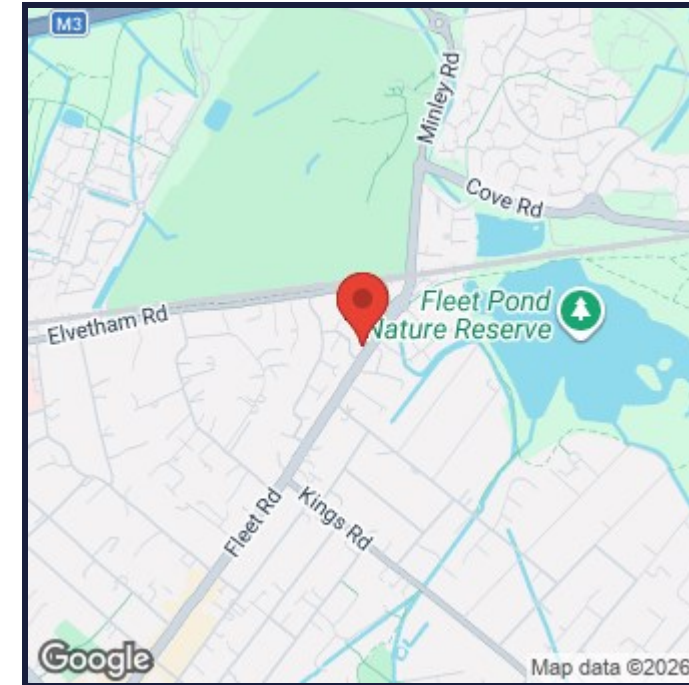 M3
Minley Rd
Cove Rd
Fleet Pond
Nature Reserve
Elvetham Rd
Fleet Rd
Kings Rd
Google
Map data ©2026